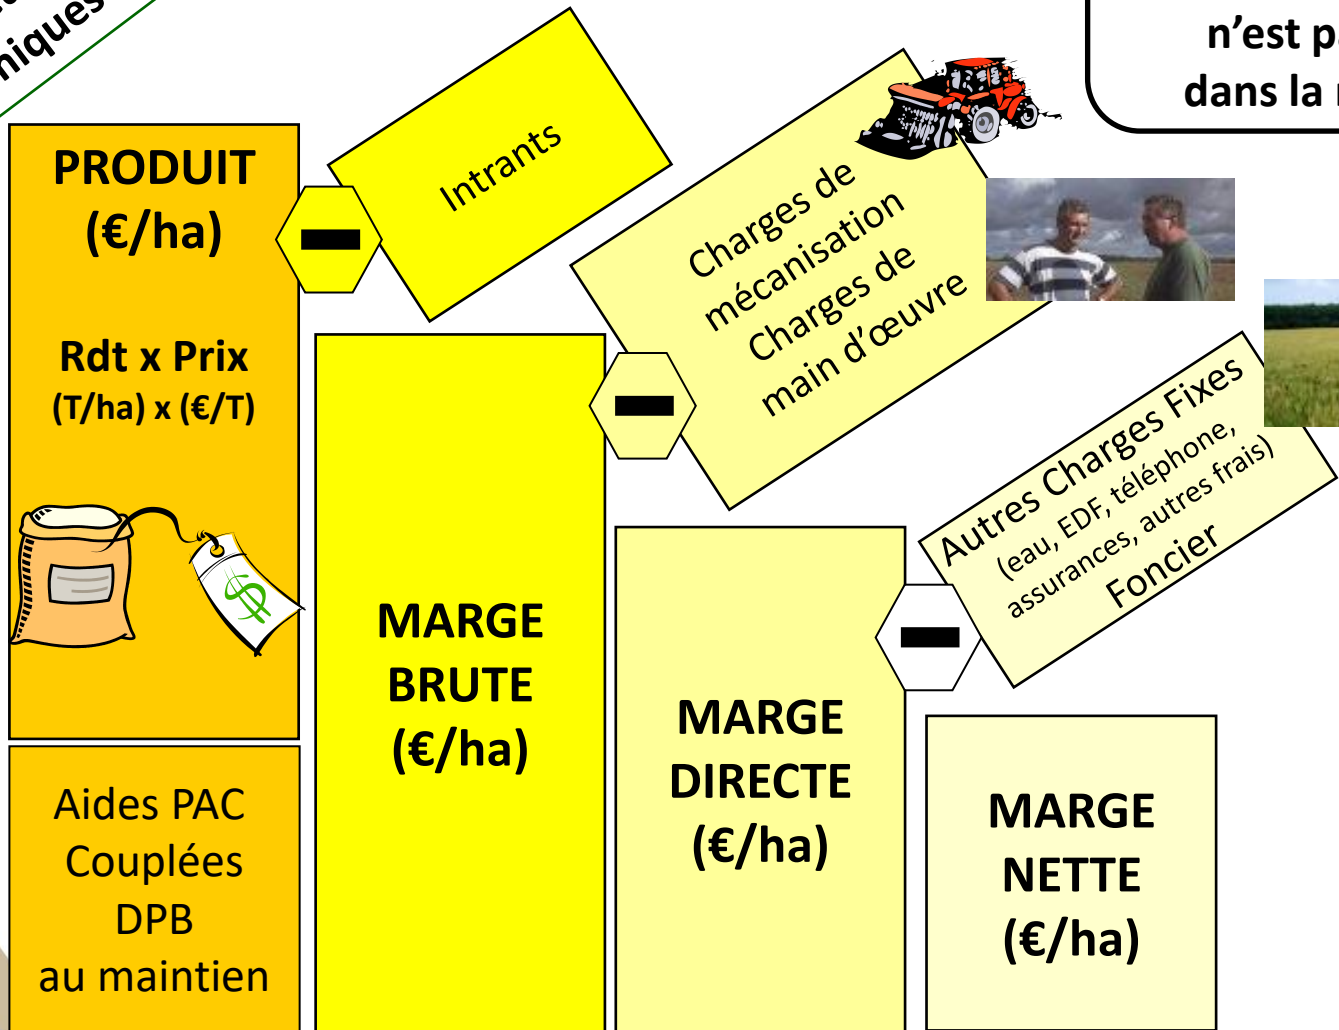 n'est pa
dans la
PRODUIT
(€/ha)
Rdt x Prix
(T/ha) x (€/T)
Aides PAC
Couplées
DPB
au maintien
Intrants
MARGE
BRUTE
(€/ha)
Charges de
mécanisation
Charges de
main d'œuvre
MARGE
DIRECTE
(€/ha)
Autres Charges Fixes
(eau, EDF, téléphone,
assurances, autres frais)
Foncier
MARGE
NETTE
(€/ha)